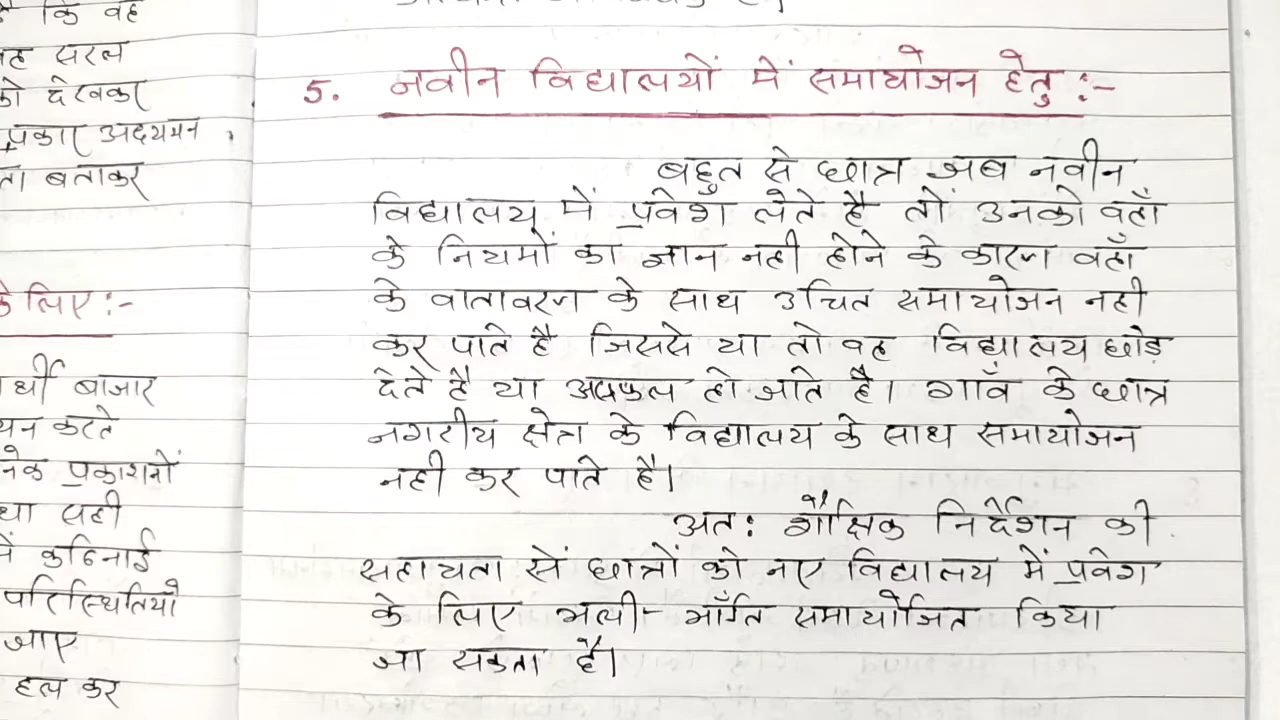 कि वह
सरल
को देखकर
प्रकार अध्ययन
बताकर
के लिए :-
बाजार
करते
प्रकाशनों
सही
में कठिनाई
परिस्थितियो
जाए
हल कर
5. नवीन विद्यालयों में समायोजन हेतु :-
बहुत से छात्र जब नवीन
विद्यालय में प्रवेश लेते है तों उनको वहाँ
के नियमों का ज्ञान नही होने के कारण वहाँ
के वातावरण के साथ उचित समायोजन नही
कर पाते है जिससे या तो वह विद्यालय छोड़
देते है या असफल हो जाते है। गाँव के छात्र
नगरीय क्षेत्र के विद्यालय के साथ समायोजन
नही कर पाते है।
अत: शैक्षिक निर्देशन की
सहायता सें छात्रों को नए विद्यालय में प्रवेश
के लिए भली-भाँति समायोजित किया
जा सकता है।